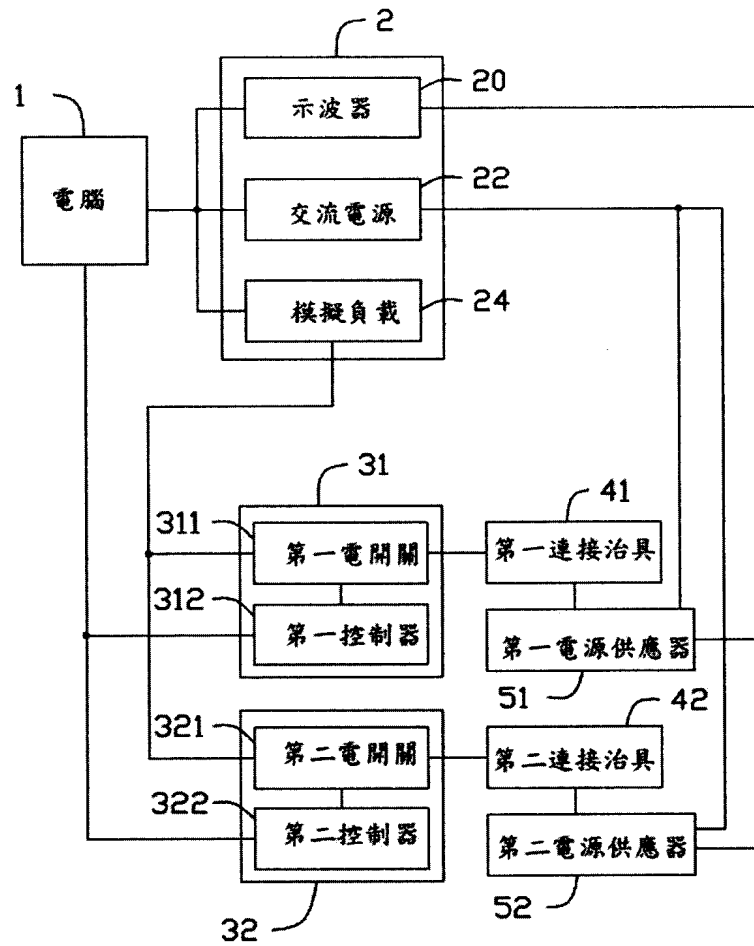 2
1
示波器
20
電腦
交流電源
22
模擬負載
24
31
41
311
第一電開關
第一連接治具
312
第一控制器
第一電源供應器
51
42
321
第二電開關
第二連接治具
322
第二控制器
第二電源供應器
52
32